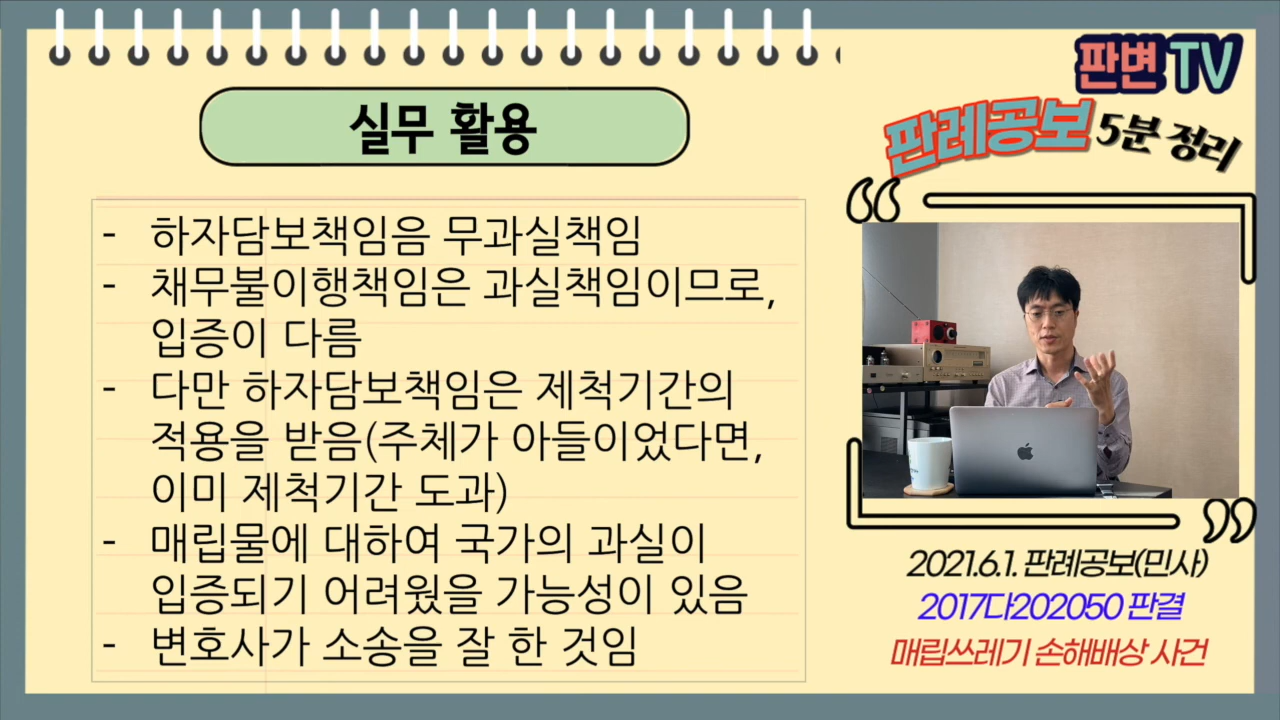 실무 활용
- 하자담보책임음 무과실책임
- 채무불이행책임은 과실책임이므로,
입증이 다름
- 다만 하자담보책임은 제척기간의
적용을 받음(주체가 아들이었다면,
이미 제척기간 도과)
- 매립물에 대하여 국가의 과실이
입증되기 어려웠을 가능성이 있음
- 변호사가 소송을 잘 한 것임
판변TV
판례공보 5분 정리
2021.6.1. 판례공보(민사)
2017다202050 판결
매립쓰레기 손해배상 사건